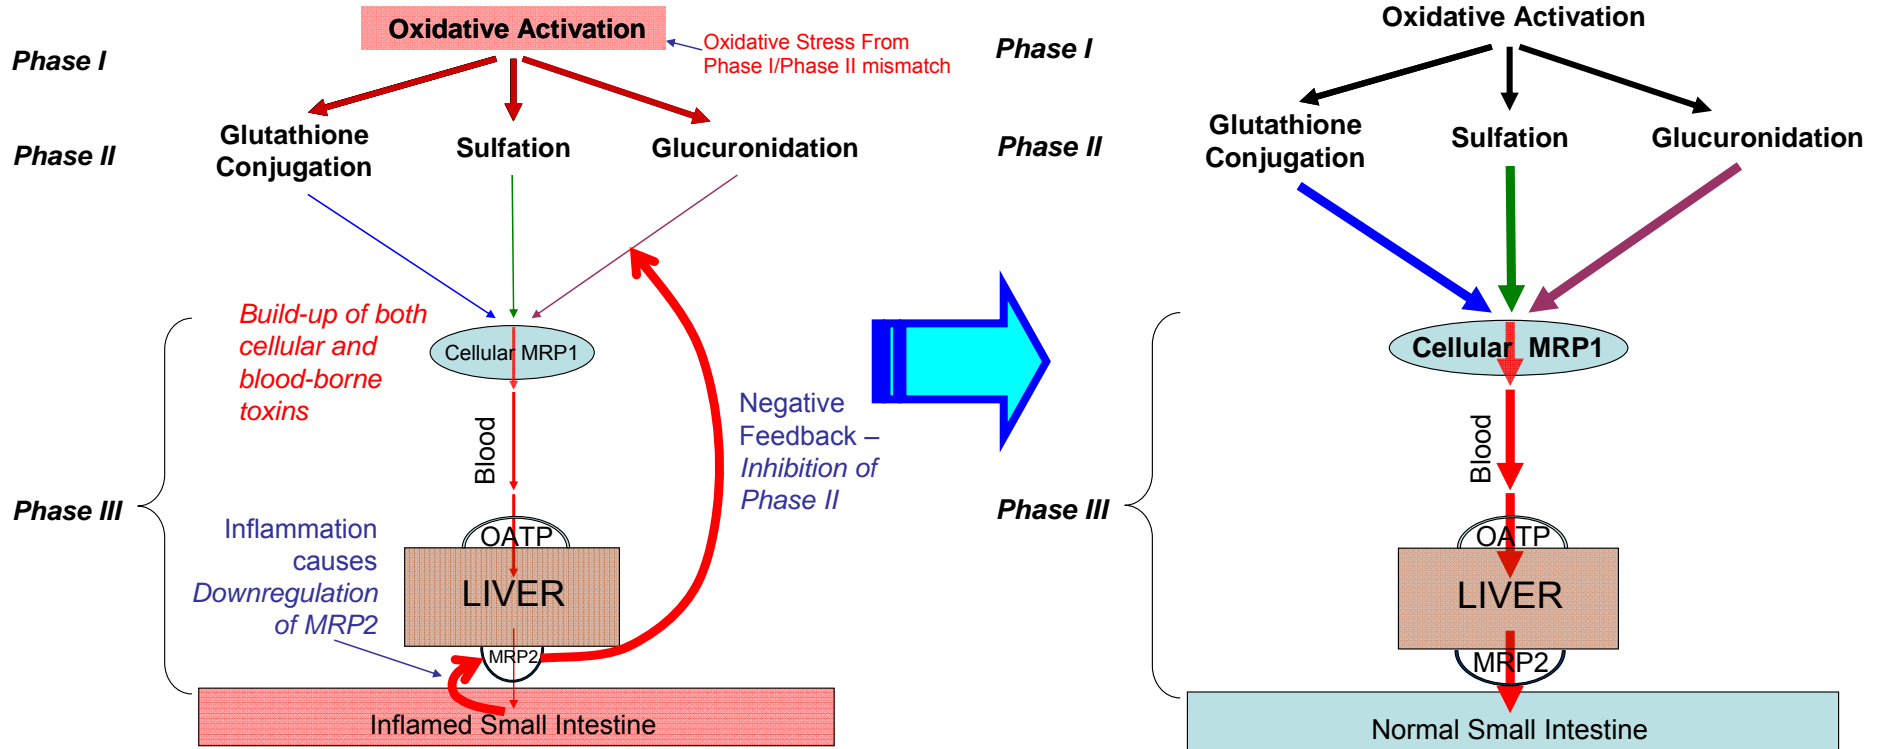 Oxidative Activation
Oxidative Stress From
Phase I/Phase II mismatch
Phase I
Glutathione
Conjugation
Sulfation
Glucuronidation
Phase II
Build-up of both
cellular and
blood-borne
toxins
Cellular MRP1
Blood
Negative
Feedback –
Inhibition of
Phase II
Phase III
Inflammation
causes
Downregulation
of MRP2
OATP
LIVER
MRP2
Inflamed Small Intestine
Oxidative Activation
Phase I
Glutathione
Conjugation
Sulfation
Glucuronidation
Phase II
Cellular MRP1
Blood
Phase III
OATP
LIVER
MRP2
Normal Small Intestine